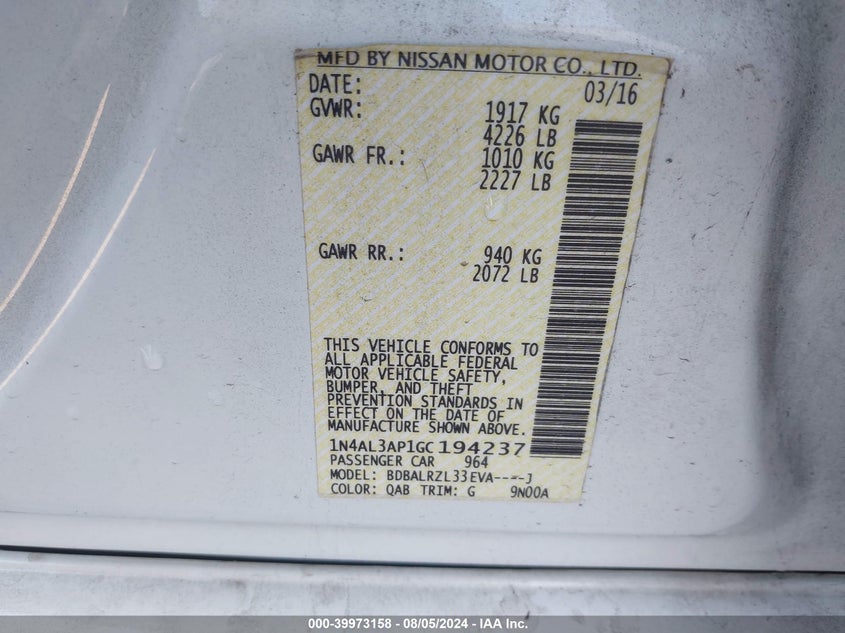 MFD BY NISSAN MOTOR CO., LTD.
DATE: 03/16
GVWR: 1917 KG
4226 LB
GAWR FR.: 1010 KG
2227 LB
GAWR RR.: 940 KG
2072 LB
THIS VEHICLE CONFORMS TO
ALL APPLICABLE FEDERAL
MOTOR VEHICLE SAFETY,
BUMPER, AND THEFT
PREVENTION STANDARDS IN
EFFECT ON THE DATE OF
MANUFACTURE SHOWN ABOVE.
1N4AL3AP1GC194237
PASSENGER CAR 964
MODEL: BDBALRZL33EVA----J
COLOR: QAB TRIM: G 9N00A
000-39973158 - 08/05/2024 - IAA Inc.